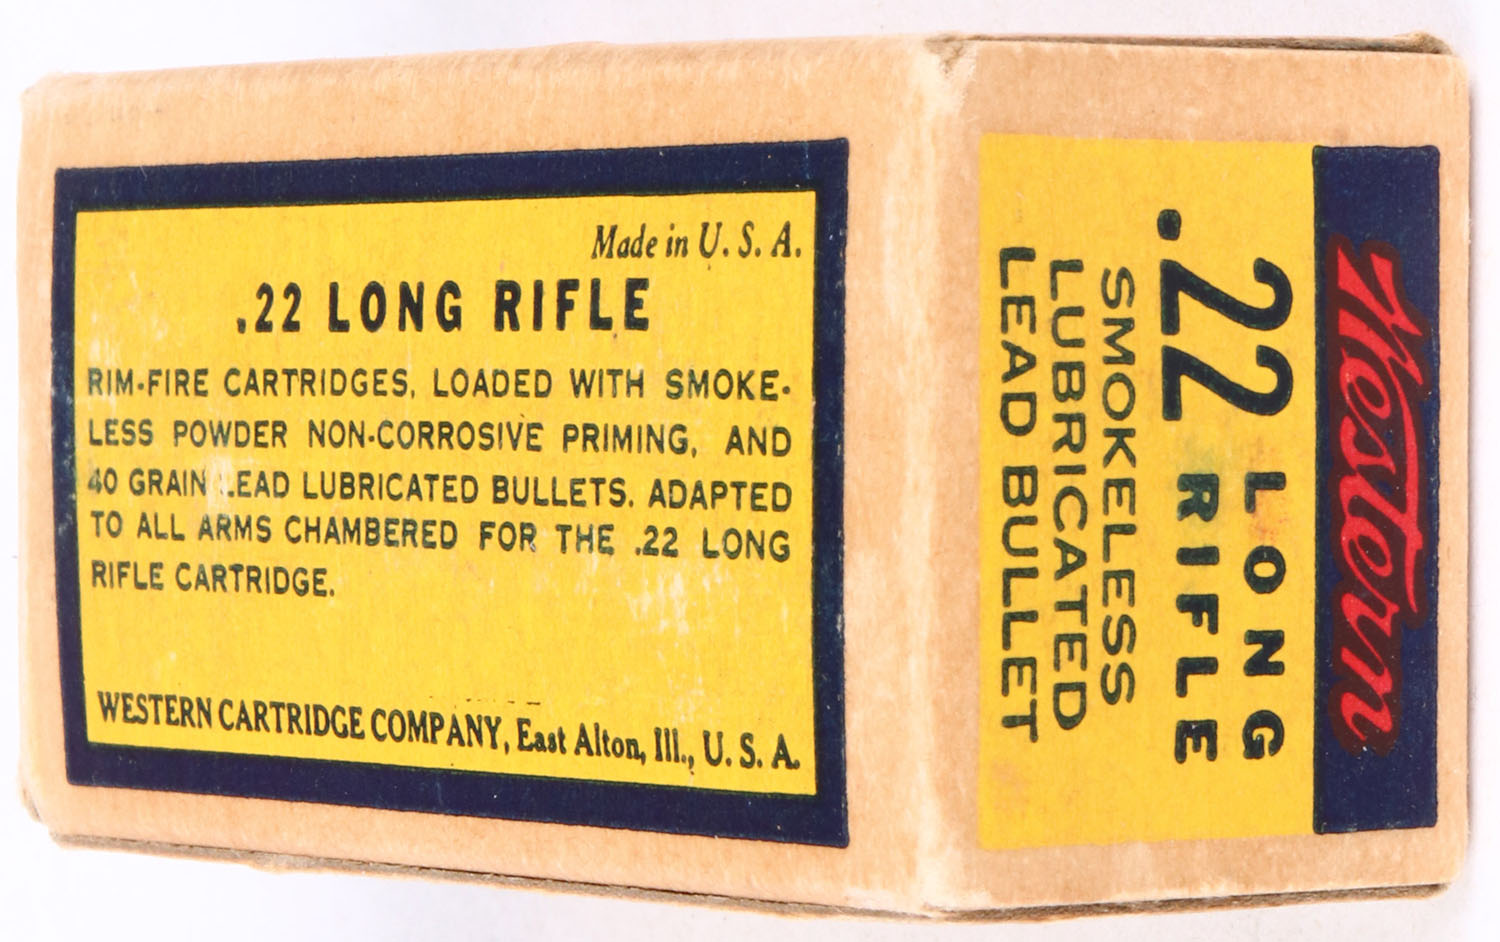 Made in U. S. A.
.22 LONG RIFLE
RIM-FIRE CARTRIDGES, LOADED WITH SMOKE-
LESS POWDER NON-CORROSIVE PRIMING, AND
40 GRAIN LEAD LUBRICATED BULLETS. ADAPTED
TO ALL ARMS CHAMBERED FOR THE .22 LONG
RIFLE CARTRIDGE.
WESTERN CARTRIDGE COMPANY, East Alton, Ill., U. S. A.
Western
22 LONG
.22 RIFLE
SMOKELESS
LUBRICATED
LEAD BULLET